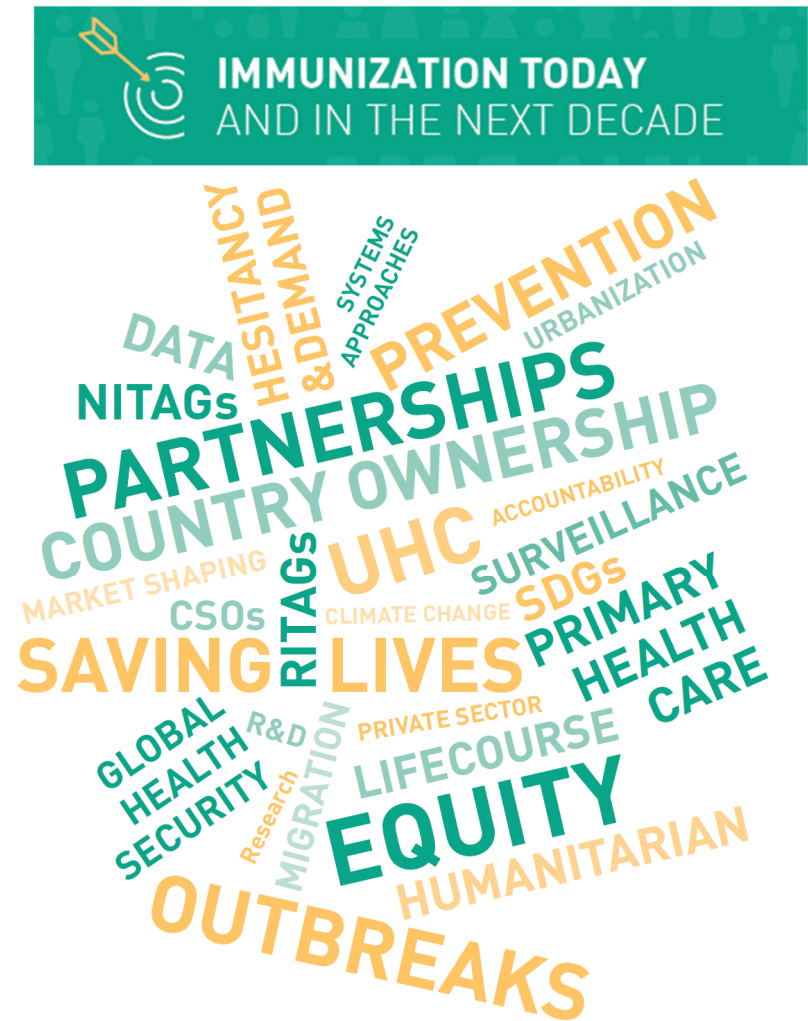 IMMUNIZATION TODAY
AND IN THE NEXT DECADE
HESITANCY
& DEMAND
SYSTEMS
APPROACHES
PREVENTION
URBANIZATION
DATA
NITAGs
PARTNERSHIPS
COUNTRY OWNERSHIP
ACCOUNTABILITY
UHC
SURVEILLANCE
MARKET SHAPING
RITAGs
CSOs
CLIMATE CHANGE
SDGs
SAVING LIVES
PRIMARY
HEALTH
CARE
GLOBAL
HEALTH
SECURITY
R&D
MIGRATION
Research
PRIVATE SECTOR
LIFECOURSE
EQUITY
HUMANITARIAN
OUTBREAKS